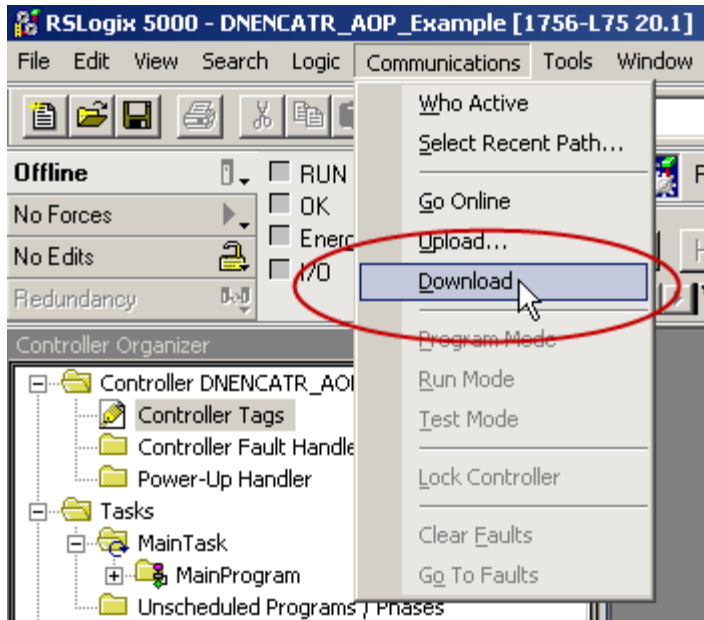 RSLogix 5000 - DNENCATR_AOP_Example [1756-L75 20.1]
File Edit View Search Logic Communications Tools Window
Who Active
Select Recent Path...
Go Online
Upload...
Download
Program Mode
Run Mode
Test Mode
Lock Controller
Clear Faults
Go To Faults
Offline
RUN
No Forces
OK
No Edits
I/O
Redundancy
Controller Organizer
Controller DNENCATR_AOP
Controller Tags
Controller Fault Handle
Power-Up Handler
Tasks
MainTask
MainProgram
Unscheduled Programs / Phases